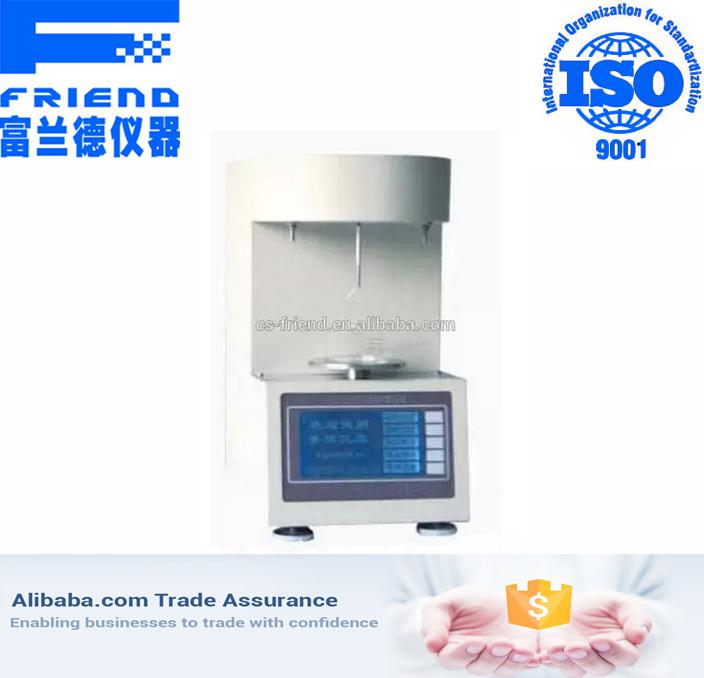 FRIEND
富兰德仪器
International Organization for Standardization
ISO
9001
cs-friend.en.alibaba.com
$
Alibaba.com Trade Assurance
Enabling businesses to trade with confidence